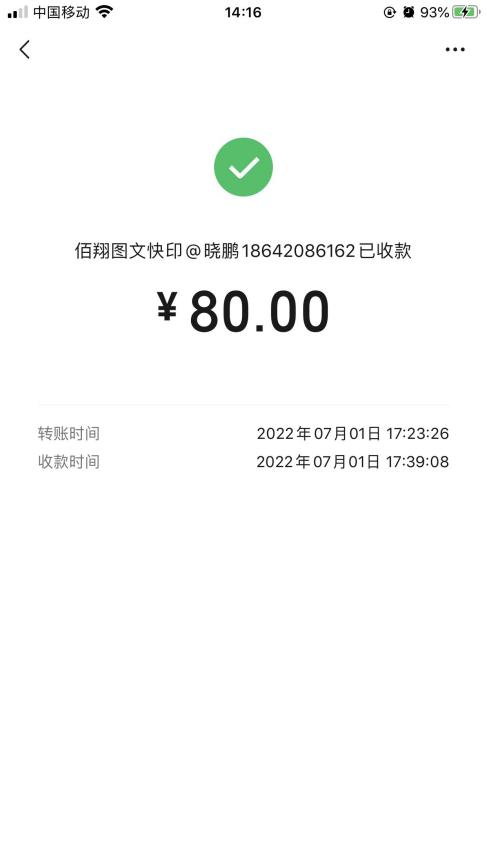 中国移动 14:16 93%
佰翔图文快印@晓鹏18642086162已收款
¥80.00
转账时间 2022年07月01日 17:23:26
收款时间 2022年07月01日 17:39:08